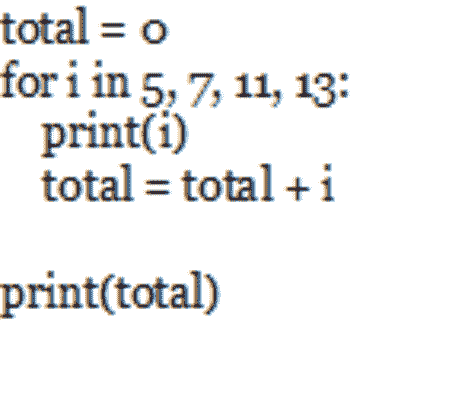 total = 0
for i in 5, 7, 11, 13:
    print(i)
    total = total + i

print(total)